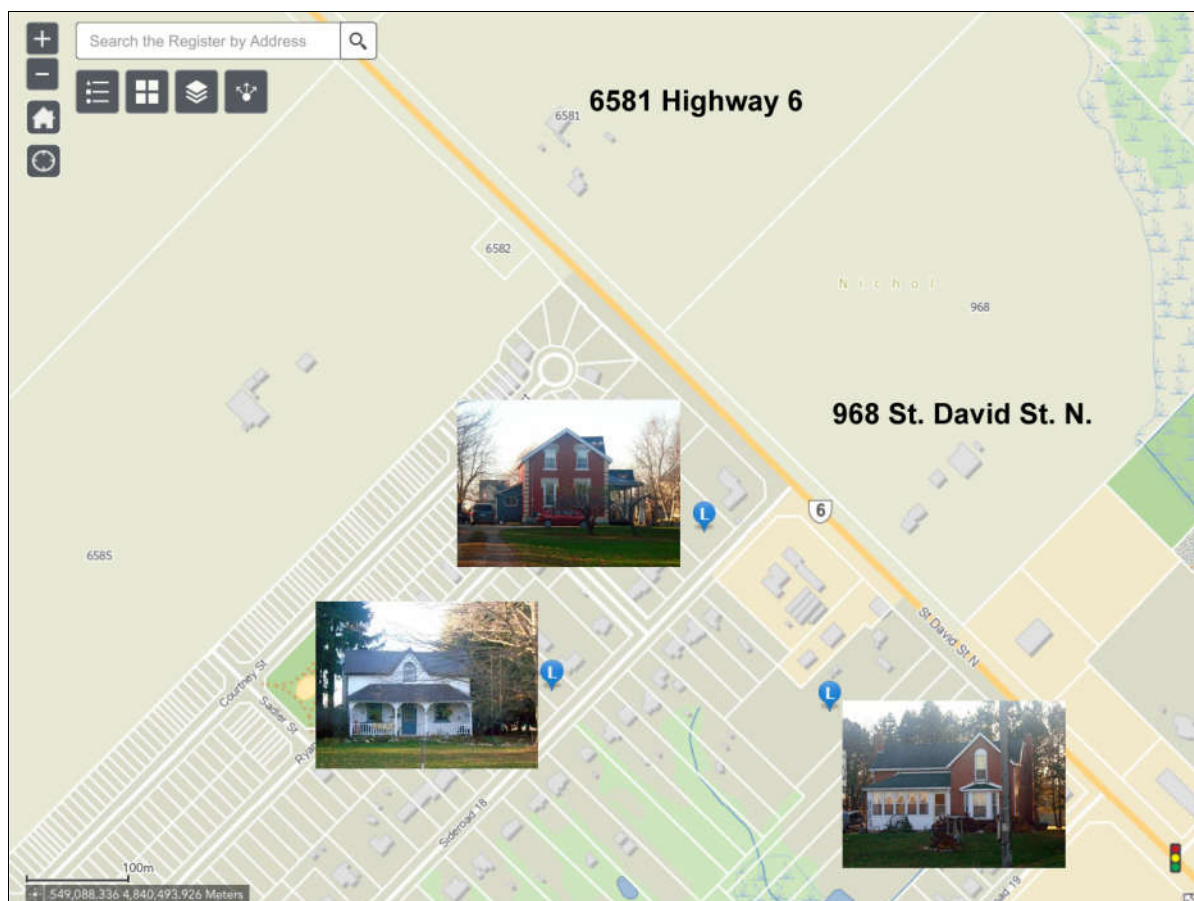 Search the Register by Address
6581 Highway 6
6581
6582
Nichol
968
968 St. David St. N.
L
6
6585
St David St N
L
L
Courtney St
Sadler St
Sideroad 18
100m
Sideroad 19
549,088.336 4,840,493.926 Meters